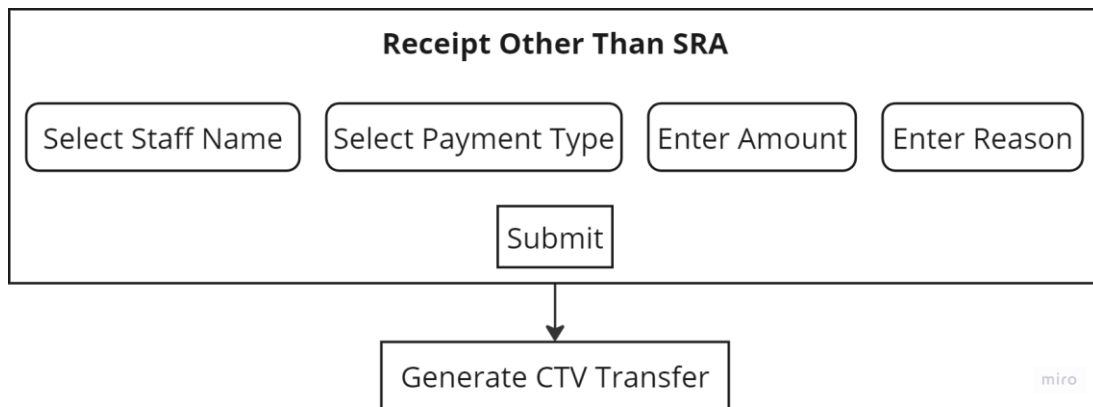 Receipt Other Than SRA
Select Staff Name
Select Payment Type
Enter Amount
Enter Reason
Submit
Generate CTV Transfer
miro